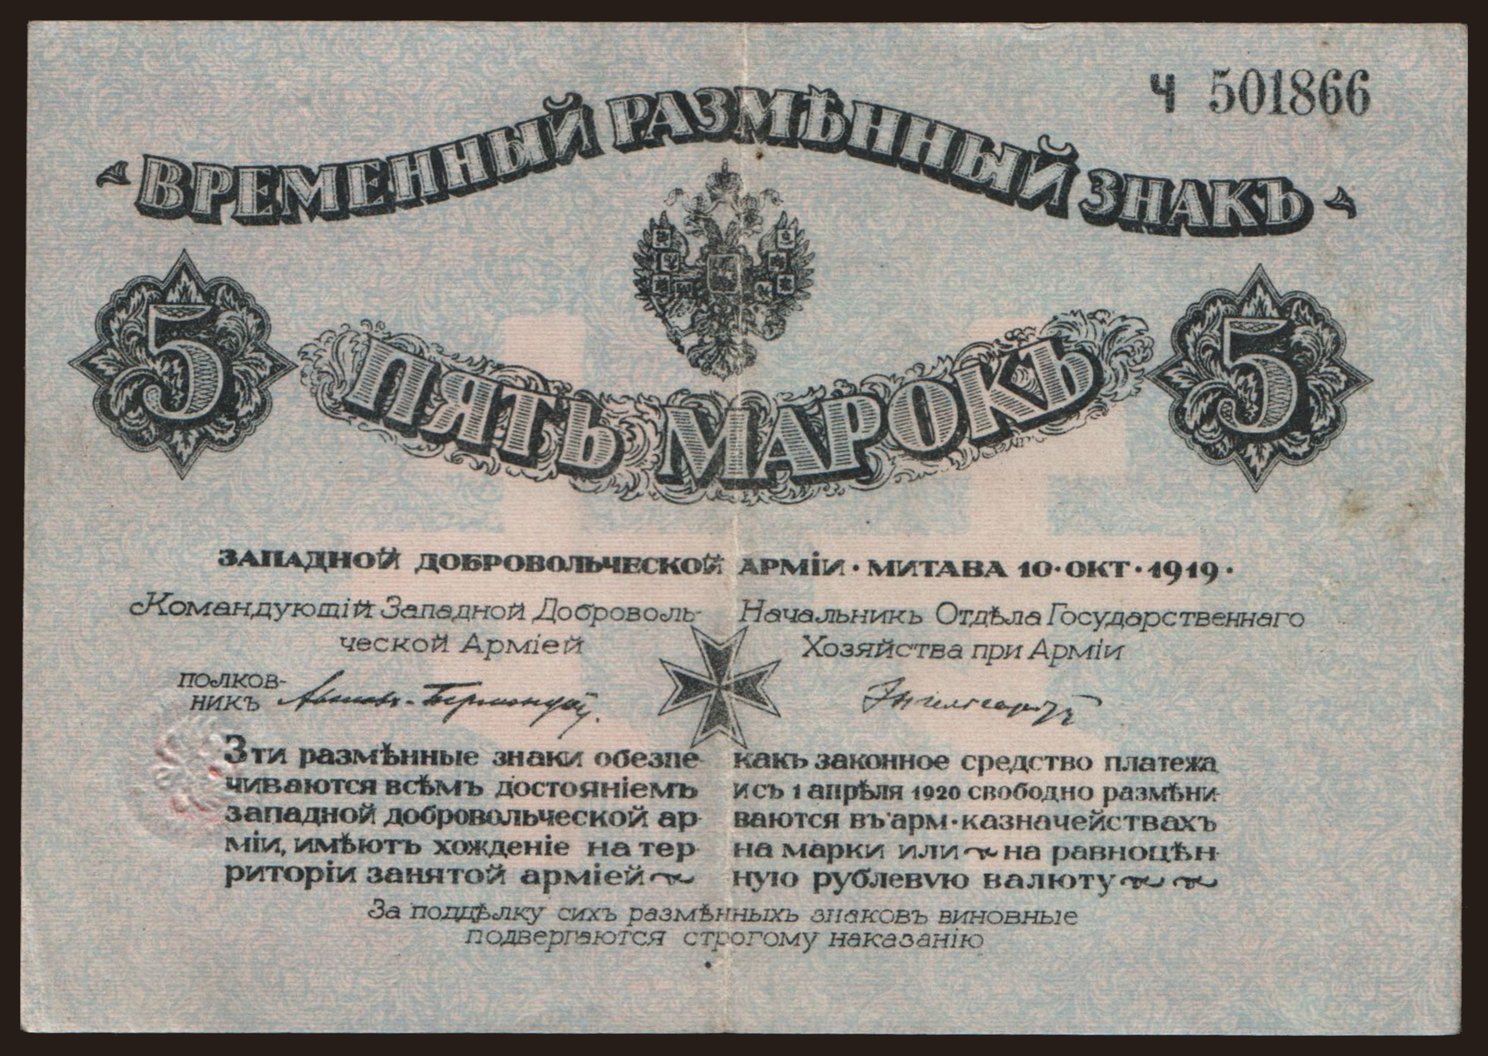 Ч 501866
ВРЕМЕННЫЙ РАЗМѢННЫЙ ЗНАКЪ
5 5
ПЯТЬ МАРОКЪ
ЗАПАДНОЙ ДОБРОВОЛЬЧЕСКОЙ АРМІИ · МИТАВА 10 · ОКТ · 1919 ·
Командующій Западной Доброволь-
ческой Арміей
полков-
никъ
Начальникъ Отдѣла Государственнаго
Хозяйства при Арміи
Эти размѣнные знаки обезпе-
чиваются всѣмъ достояніемъ
западной добровольческой ар-
міи, имѣютъ хожденіе на тер-
риторіи занятой арміей
какъ законное средство платежа
и съ 1 апрѣля 1920 свободно размѣни-
ваются въ арм · казначействахъ
на марки или на равноцѣн-
ную рублевую валюту
За поддѣлку сихъ размѣнныхъ знаковъ виновные
подвергаются строгому наказанію